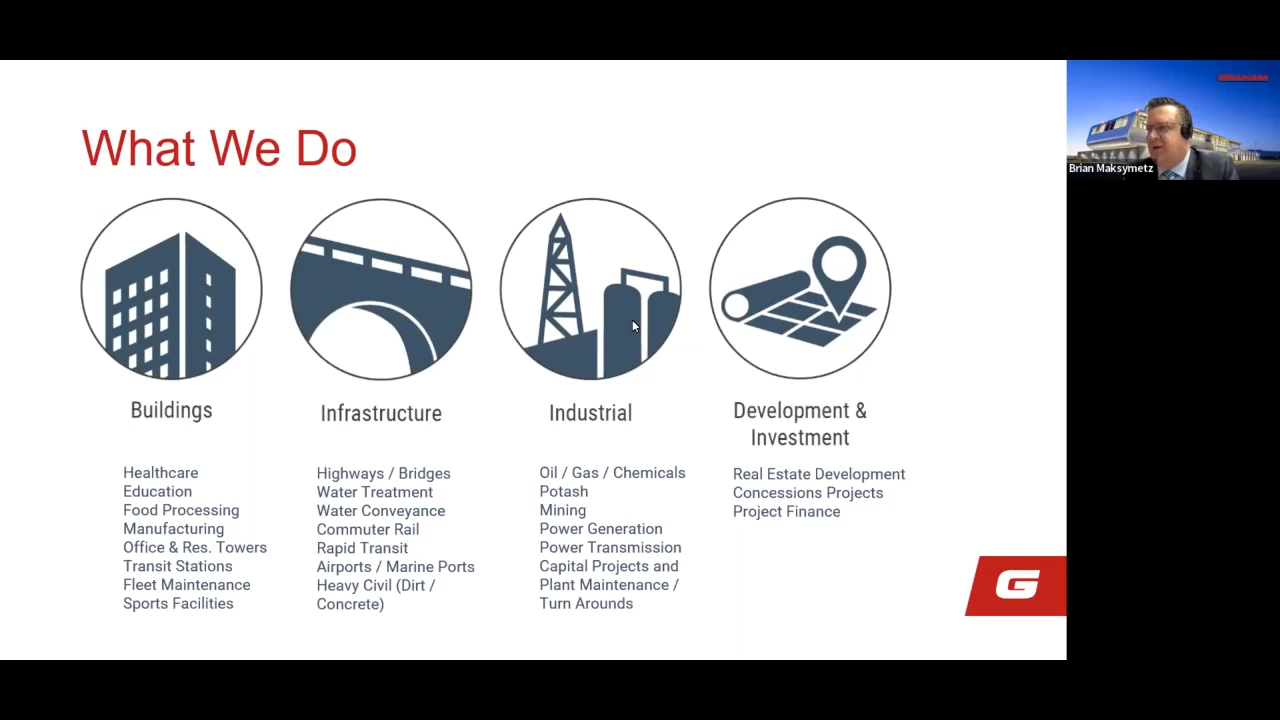 What We Do
Brian Maksymetz
Buildings
Healthcare
Education
Food Processing
Manufacturing
Office & Res. Towers
Transit Stations
Fleet Maintenance
Sports Facilities
Infrastructure
Highways / Bridges
Water Treatment
Water Conveyance
Commuter Rail
Rapid Transit
Airports / Marine Ports
Heavy Civil (Dirt /
Concrete)
Industrial
Oil / Gas / Chemicals
Potash
Mining
Power Generation
Power Transmission
Capital Projects and
Plant Maintenance /
Turn Arounds
Development &
Investment
Real Estate Development
Concessions Projects
Project Finance
G